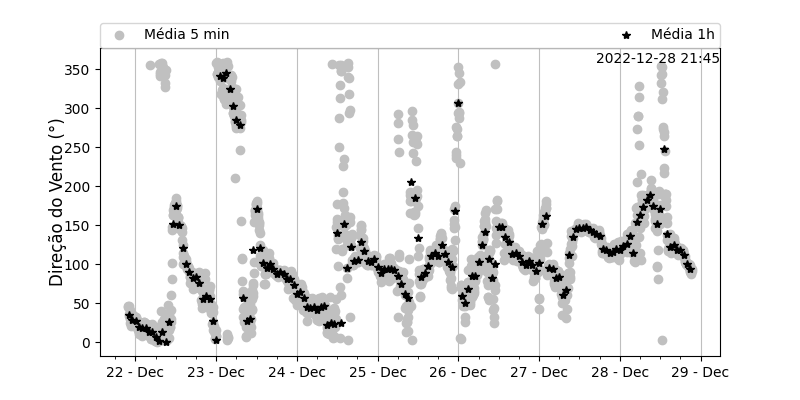 Média 5 min
Média 1h
2022-12-28 21:45
Direção do Vento (°)
350
300
250
200
150
100
50
0
22 - Dec
23 - Dec
24 - Dec
25 - Dec
26 - Dec
27 - Dec
28 - Dec
29 - Dec